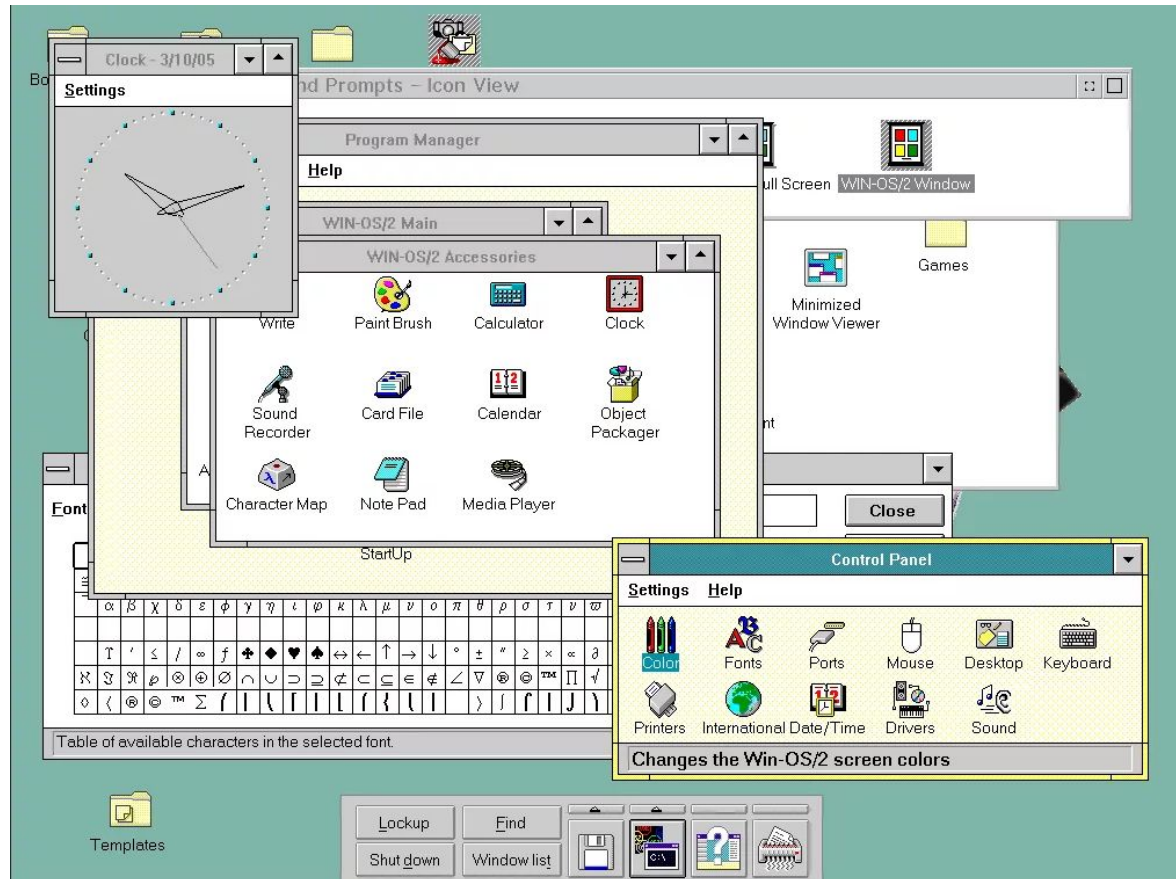 Bo
Clock - 3/10/05
Settings
nd Prompts - Icon View
Program Manager
Help
ull Screen
WIN-OS/2 Window
WIN-OS/2 Main
WIN-OS/2 Accessories
Games
Write
Paint Brush
Calculator
Clock
Minimized
Window Viewer
Sound
Recorder
Card File
Calendar
Object
Packager
nt
A
Character Map
Note Pad
Media Player
Font
Close
StartUp
Control Panel
Settings Help
α β χ δ ε φ γ η ι φ κ λ μ ν ο π θ ρ σ τ υ ϖ
ϒ ′ ≤ / ∞ ƒ ♣ ♦ ♥ ♠ ↔ ← ↑ → ↓ ° ± ″ ≥ × ∝ ∂
ℵ ℑ ℜ ℘ ⊗ ⊕ ∅ ∩ ∪ ⊃ ⊇ ⊄ ⊂ ⊆ ∈ ∉ ∠ ∇ ® © ™ ∏ √
◊ 〈 ® © ™ ∑
Color
Fonts
Ports
Mouse
Desktop
Keyboard
Printers
International
Date/Time
Drivers
Sound
Table of available characters in the selected font.
Changes the Win-OS/2 screen colors
Templates
Lockup
Find
Shut down
Window list
C:\